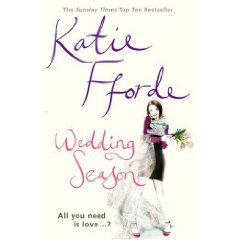 The Sunday Times Top Ten Bestseller
Katie
Fforde
Wedding
Season
All you need
is love...?